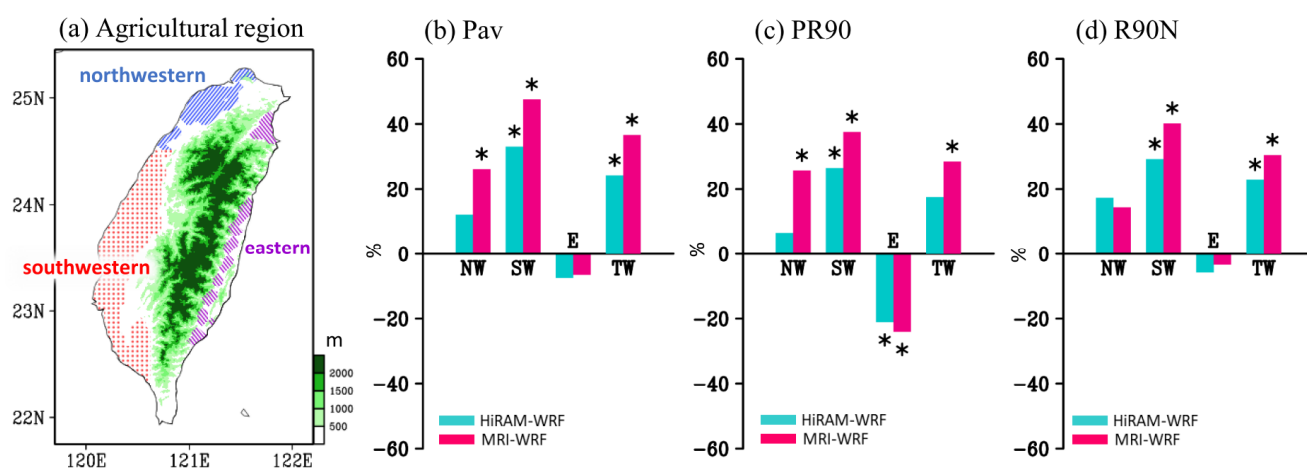 (a) Agricultural region
northwestern
eastern
southwestern
25N
24N
23N
22N
120E
121E
122E
m
2000
1500
1000
500
(b) Pav
60
40
20
0
-20
-40
-60
%
NW
*
SW
* *
E
TW
* *
HiRAM-WRF
MRI-WRF
(c) PR90
60
40
20
0
-20
-40
-60
%
NW
*
SW
* *
E
* *
TW
*
HiRAM-WRF
MRI-WRF
(d) R90N
60
40
20
0
-20
-40
-60
%
NW
SW
* *
E
TW
* *
HiRAM-WRF
MRI-WRF